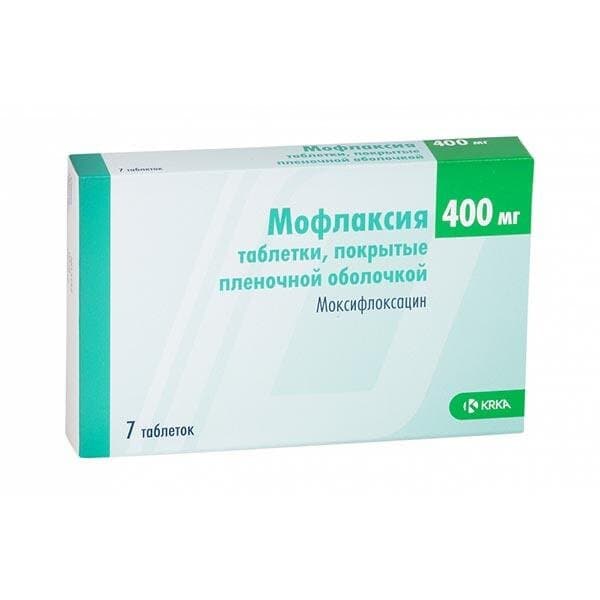 400 мг
таблетки, покрытые
пленочной оболочкой
7 таблеток
Мофлаксия
400 мг
таблетки, покрытые
пленочной оболочкой
Моксифлоксацин
KRKA
7 таблеток